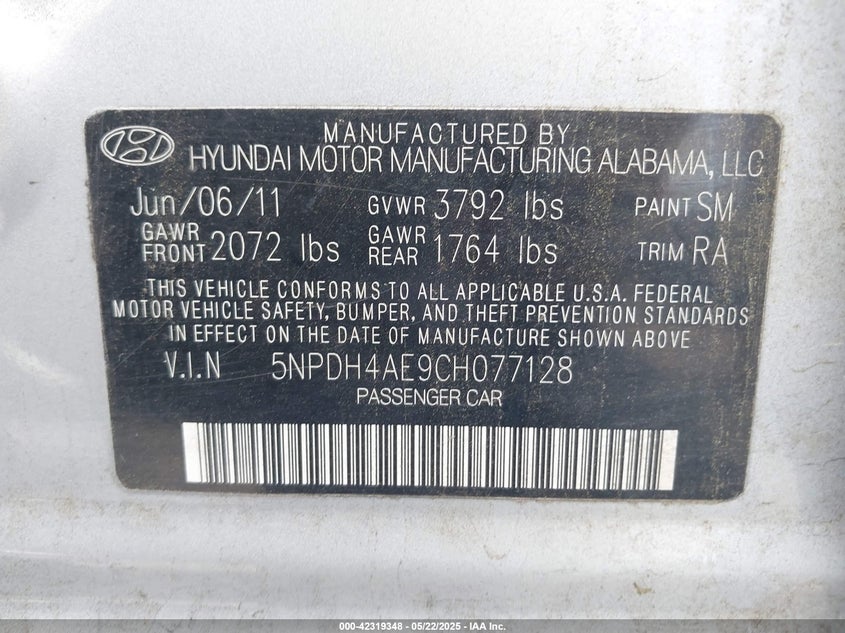 MANUFACTURED BY
HYUNDAI MOTOR MANUFACTURING ALABAMA, LLC
Jun/06/11 GVWR 3792 lbs PAINT SM
GAWR FRONT 2072 lbs GAWR REAR 1764 lbs TRIM RA
THIS VEHICLE CONFORMS TO ALL APPLICABLE U.S.A. FEDERAL
MOTOR VEHICLE SAFETY, BUMPER, AND THEFT PREVENTION STANDARDS
IN EFFECT ON THE DATE OF MANUFACTURE SHOWN ABOVE
V.I.N 5NPDH4AE9CH077128
PASSENGER CAR
000-42319348 - 05/22/2025 - IAA Inc.